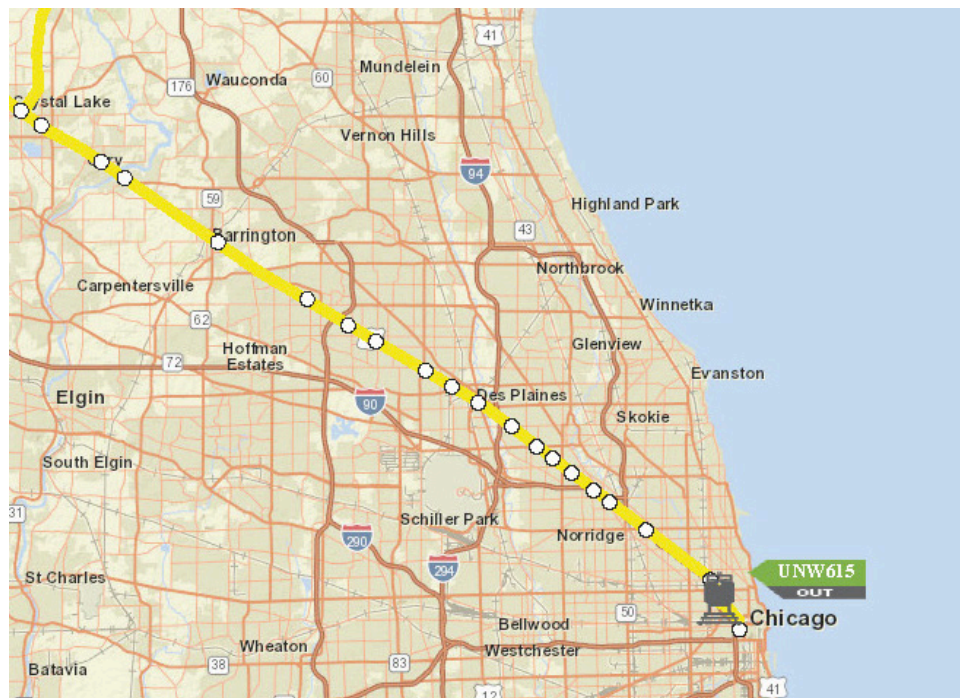 41
Mundelein
Wauconda
60
176
Crystal Lake
Vernon Hills
94
59
Highland Park
43
Barrington
Northbrook
Carpentersville
Winnetka
62
Hoffman
Estates
Glenview
72
Evanston
Elgin
90
Des Plaines
Skokie
South Elgin
31
Schiller Park
Norridge
290
294
UNW615
OUT
St Charles
50
Bellwood
Chicago
Wheaton
Westchester
Batavia
38
83
12
41